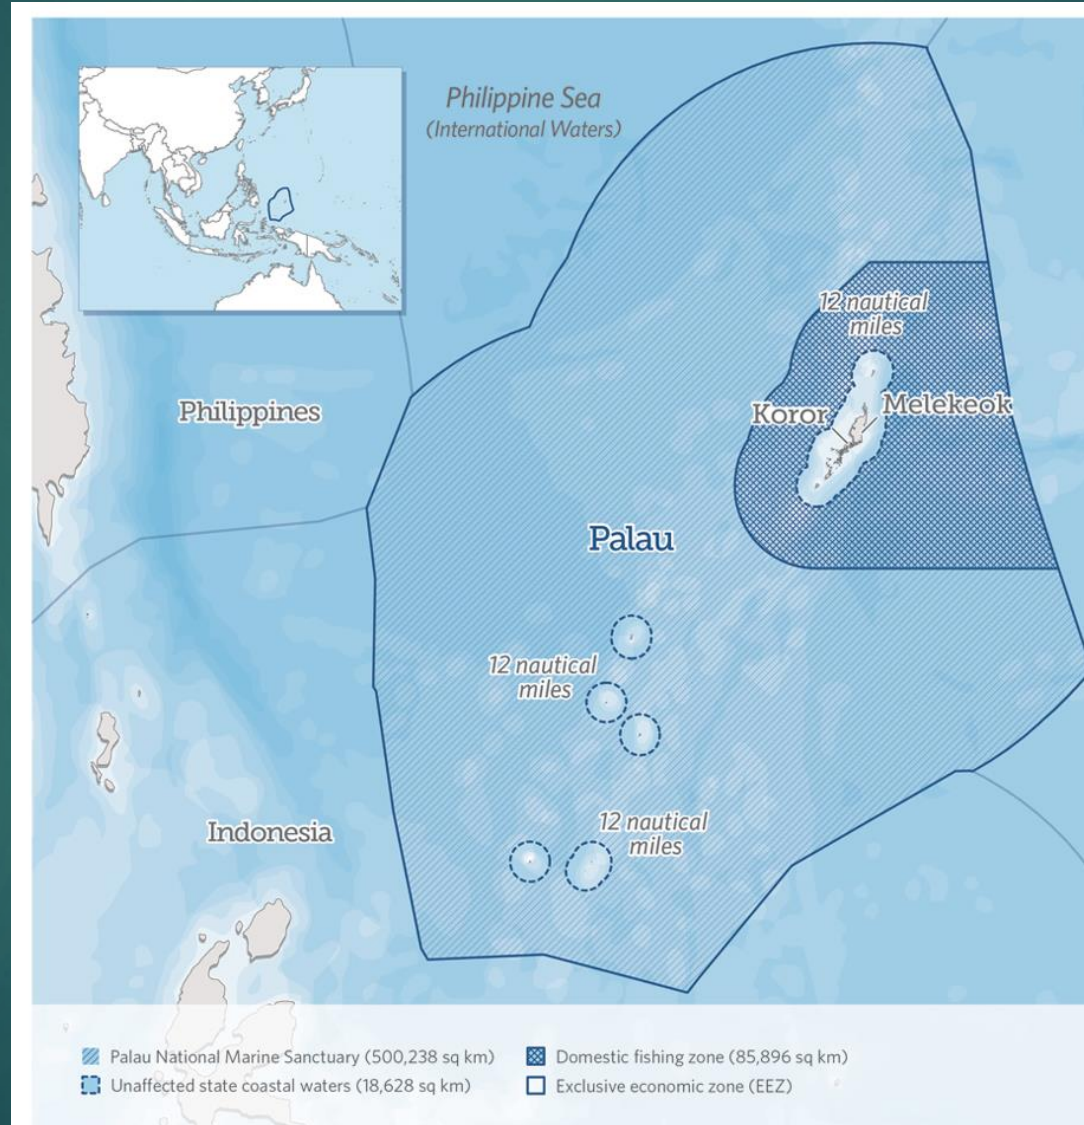 Philippine Sea
(International Waters)
12 nautical
miles
Koror
Melekeok
Philippines
Palau
12 nautical
miles
12 nautical
miles
Indonesia
Palau National Marine Sanctuary (500,238 sq km)
Domestic fishing zone (85,896 sq km)
Unaffected state coastal waters (18,628 sq km)
Exclusive economic zone (EEZ)